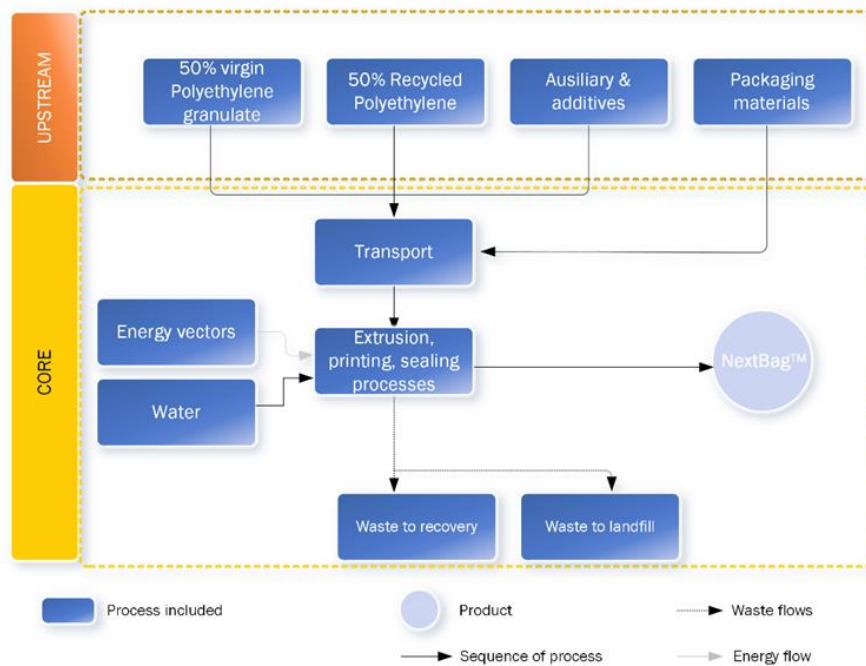 UPSTREAM
50% virgin
Polyethylene
granulate
50% Recycled
Polyethylene
Ausiliary &
additives
Packaging
materials
CORE
Transport
Energy vectors
Extrusion,
printing, sealing
processes
NextBag™
Water
Waste to recovery
Waste to landfill
Process included
Product
Waste flows
Sequence of process
Energy flow